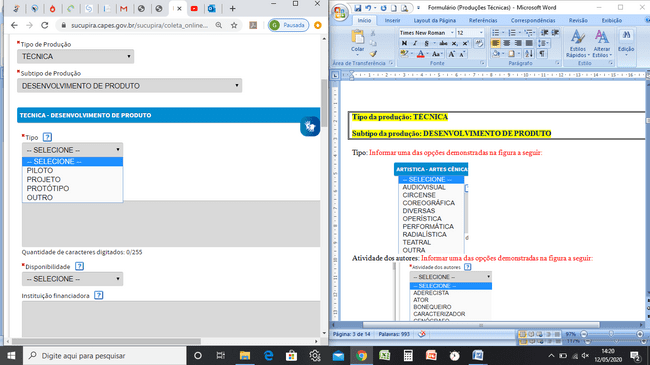 sucupira.capes.gov.br/sucupira/coleta_online...
Pausada
*Tipo de Produção
TÉCNICA
*Subtipo de Produção
DESENVOLVIMENTO DE PRODUTO
TECNICA - DESENVOLVIMENTO DE PRODUTO
*Tipo ?
-- SELECIONE --
-- SELECIONE --
PILOTO
PROJETO
PROTÓTIPO
OUTRO
Quantidade de caracteres digitados: 0/255
*Disponibilidade ?
-- SELECIONE --
Instituição financiadora ?
Formulário (Produções Técnicas) - Microsoft Word
Início Inserir Layout da Página Referências Correspondências Revisão Exibição
Colar
Times New Roman 12
N I S
Estilos Rápidos
Alterar Estilos
Edição
Área de Transferência Fonte Parágrafo Estilo
Tipo da produção: TÉCNICA
Subtipo da produção: DESENVOLVIMENTO DE PRODUTO
Tipo: Informar uma das opções demonstradas na figura a seguir:
ARTISTICA - ARTES CÊNICA
-- SELECIONE --
AUDIOVISUAL
CIRCENSE
COREOGRÁFICA
DIVERSAS
OPERÍSTICA
PERFORMÁTICA
RADIALÍSTICA
TEATRAL
OUTRA
Atividade dos autores: Informar uma das opções demonstradas na figura a seguir:
*Atividade dos autores ?
-- SELECIONE --
-- SELECIONE --
ADERECISTA
ATOR
BONEQUEIRO
CARACTERIZADOR
CENÓGRAFO
Página: 3 de 14 Palavras: 993 87%
117%
Digite aqui para pesquisar
14:20
12/05/2020